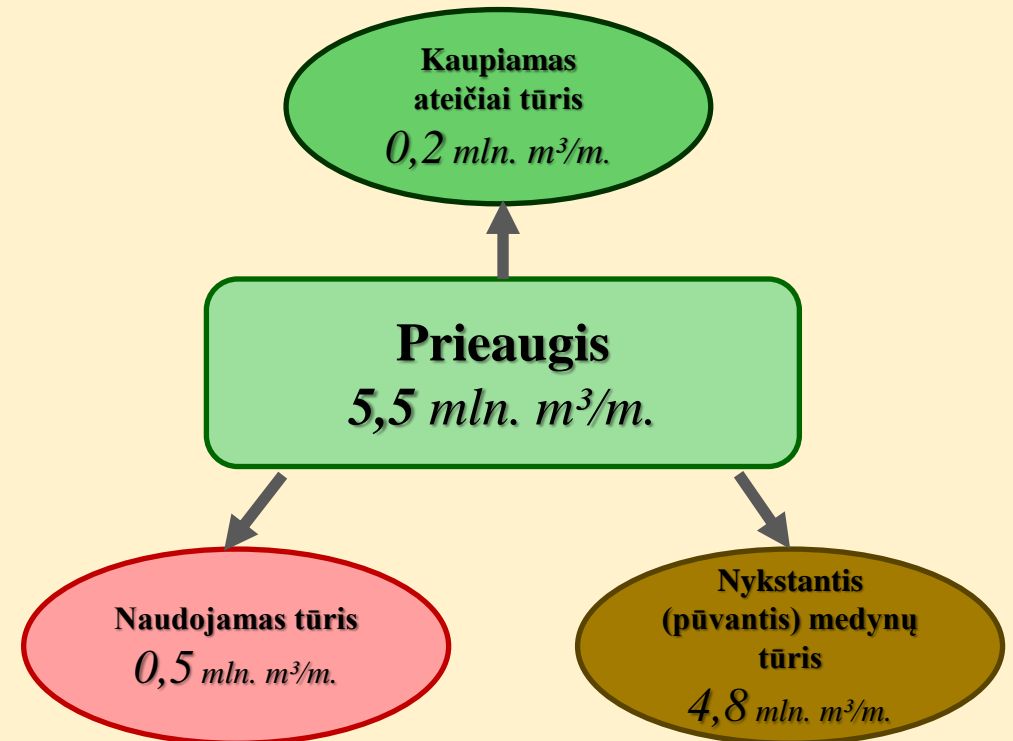 Kaupiamas
ateičiai tūris
0,2 mln. m³/m.
Prieaugis
5,5 mln. m³/m.
Naudojamas tūris
0,5 mln. m³/m.
Nykstantis
(pūvantis) medynų
tūris
4,8 mln. m³/m.